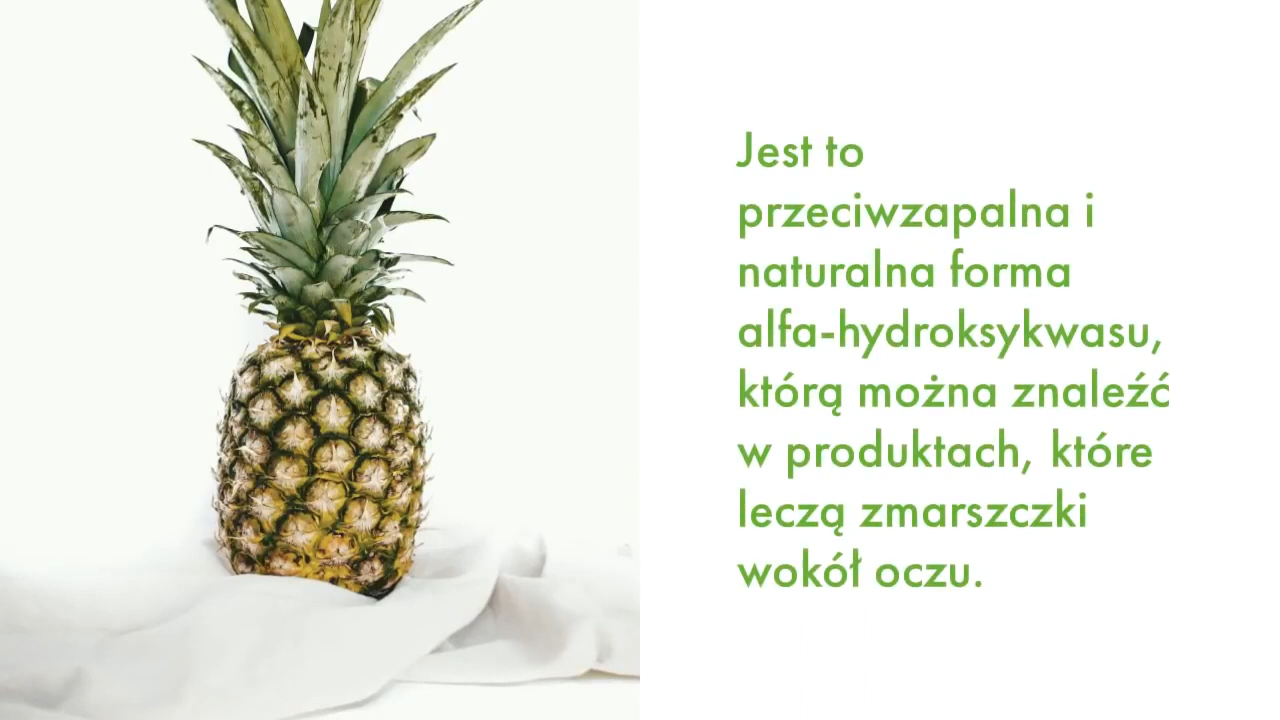 Jest to
przeciwzapalna i
naturalna forma
alfa-hydroksykwasu,
którą można znaleźć
w produktach, które
leczą zmarszczki
wokół oczu.